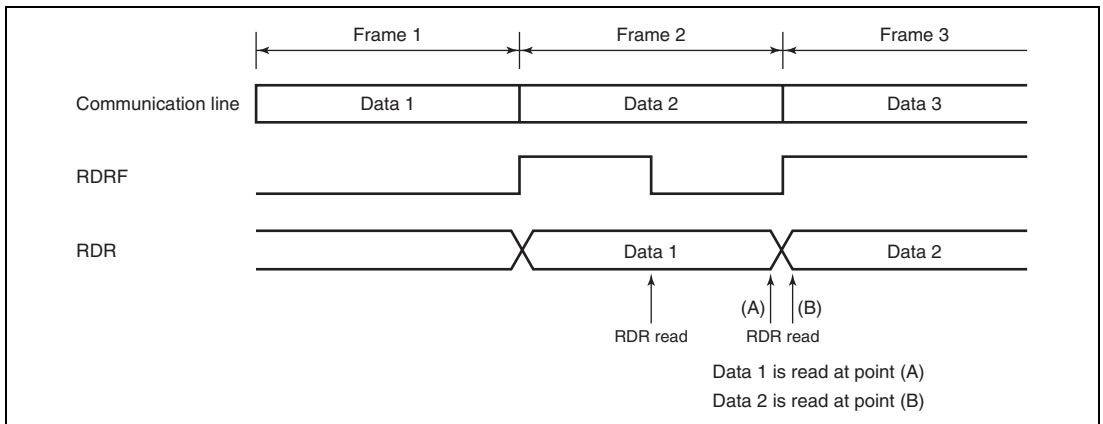 Frame 1 Frame 2 Frame 3
Communication line Data 1 Data 2 Data 3
RDRF
RDR Data 1 Data 2
(A) (B)
RDR read RDR read
Data 1 is read at point (A)
Data 2 is read at point (B)